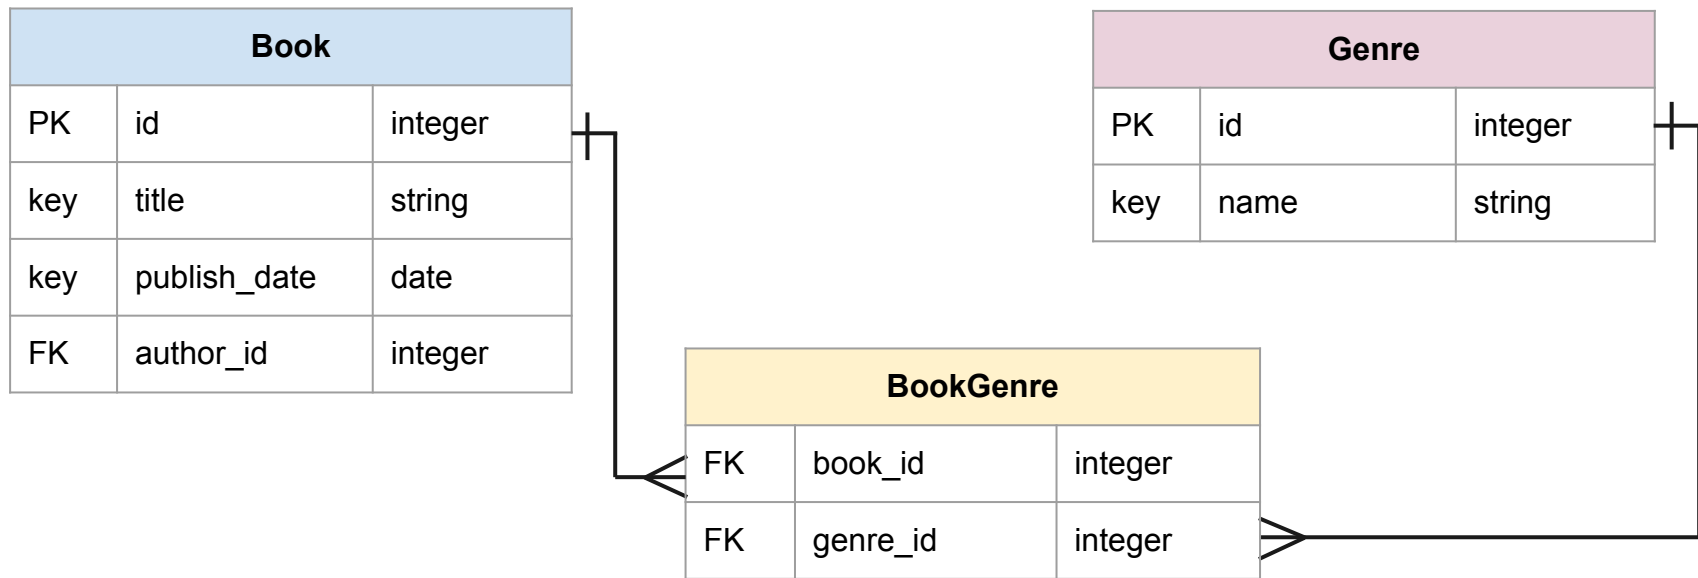 Book
PK id integer
key title string
key publish_date date
FK author_id integer
Genre
PK id integer
key name string
BookGenre
FK book_id integer
FK genre_id integer